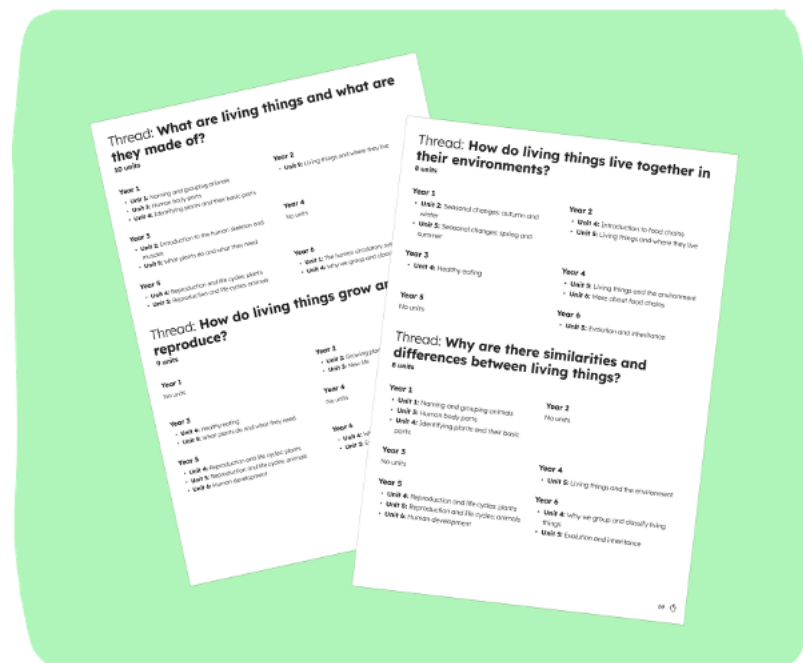 Thread: What are living things and what are
they made of?
10 units
Year 1
• Unit 1: Naming and grouping animals
• Unit 3: Human body parts
• Unit 4: Identifying plants and their basic parts
Year 2
• Unit 5: Living things and where they live
Year 3
• Unit 2: Introduction to the human skeleton and
muscles
• Unit 5: What plants do and what they need
Year 4
No units
Year 5
• Unit 4: Reproduction and life cycles: plants
• Unit 5: Reproduction and life cycles: animals
Year 6
• Unit 1: The human circulatory
• Unit 4: Why we group and
Thread: How do living things grow
reproduce?
9 units
Year 1
No units
Year 2
• Unit 2: Growing
• Unit 3: New life
Year 3
• Unit 4: Healthy eating
• Unit 5: What plants do and what they need
Year 4
No units
Year 5
• Unit 4: Reproduction and life cycles: plants
• Unit 5: Reproduction and life cycles: animals
• Unit 6: Human development
Year 6
• Unit 4:
• Unit 5:
Thread: How do living things live together in
their environments?
8 units
Year 1
• Unit 2: Seasonal changes: autumn and
winter
• Unit 5: Seasonal changes: spring and
summer
Year 2
• Unit 4: Introduction to food chains
• Unit 5: Living things and where they live
Year 3
• Unit 4: Healthy eating
Year 4
• Unit 5: Living things and the environment
• Unit 6: More about food chains
Year 5
No units
Year 6
• Unit 5: Evolution and inheritance
Thread: Why are there similarities and
differences between living things?
8 units
Year 1
• Unit 1: Naming and grouping animals
• Unit 3: Human body parts
• Unit 4: Identifying plants and their basic
parts
Year 2
No units
Year 3
No units
Year 4
• Unit 5: Living things and the environment
Year 5
• Unit 4: Reproduction and life cycles: plants
• Unit 5: Reproduction and life cycles: animals
• Unit 6: Human development
Year 6
• Unit 4: Why we group and classify living
things
• Unit 5: Evolution and inheritance